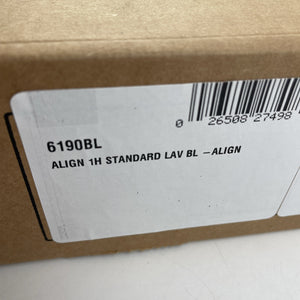 0 26508 27498
6190BL
ALIGN 1H STANDARD LAV BL –ALIGN